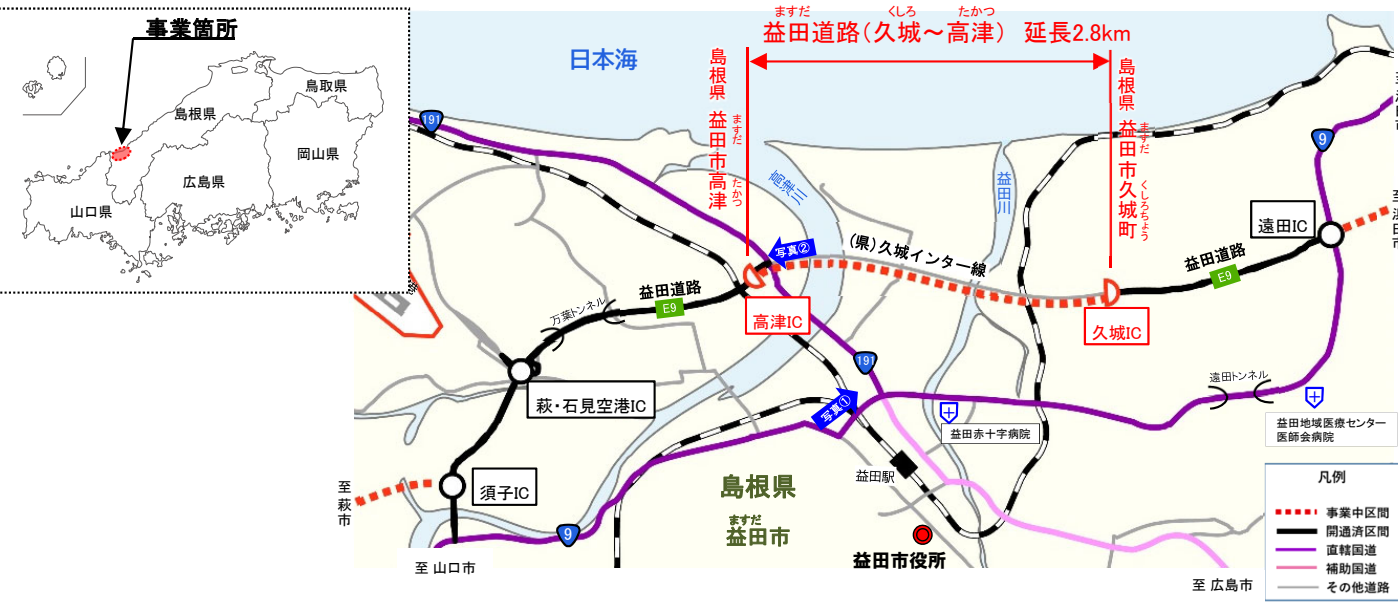 事業箇所
鳥取県
島根県
岡山県
広島県
山口県
ますだ くしろ たかつ
益田道路(久城～高津) 延長2.8km
日本海
島根県 益田市高津
ますだ
たかつ
島根県 益田市久城町
ますだ
くしろちょう
191
9
高津川
益田川
遠田IC
写真②
(県)久城インター線
益田道路
E9
益田道路
E9
万葉トンネル
高津IC
久城IC
191
萩・石見空港IC
写真①
遠田トンネル
益田赤十字病院
益田地域医療センター
医師会病院
益田駅
須子IC
至 萩市
島根県
ますだ
益田市
9
益田市役所
至 山口市
至 広島市
凡例
事業中区間
開通済区間
直轄国道
補助国道
その他道路